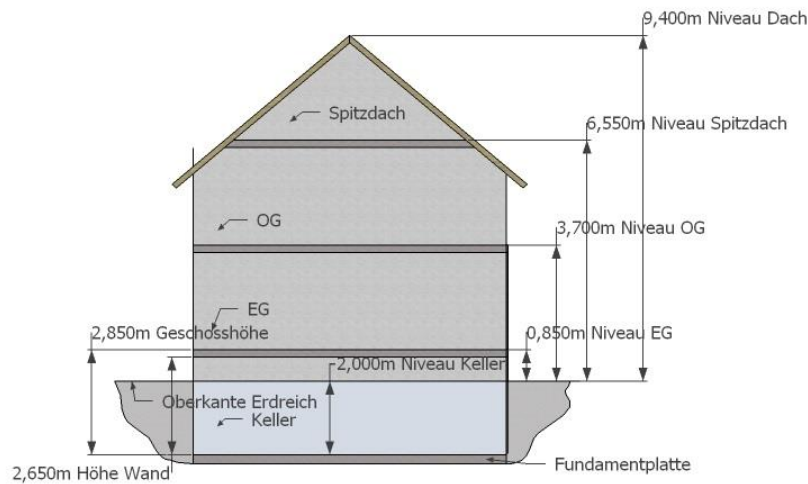 9,400m Niveau Dach
6,550m Niveau Spitzdach
Spitzdach
3,700m Niveau OG
OG
EG
2,850m Geschosshöhe
0,850m Niveau EG
-2,000m Niveau Keller
Oberkante Erdreich
Keller
2,650m Höhe Wand
Fundamentplatte